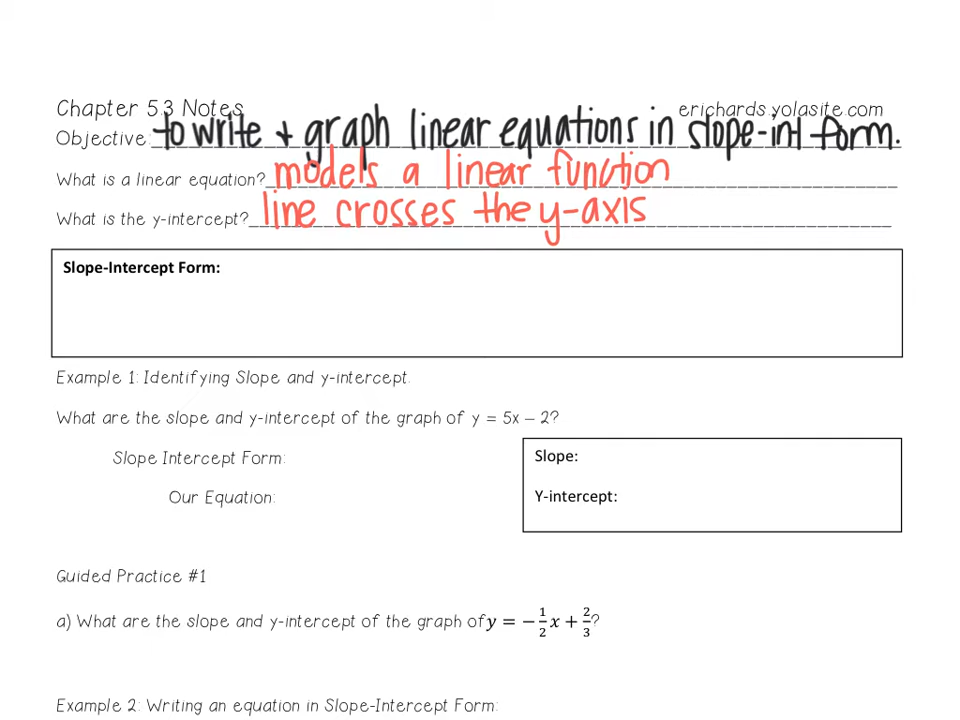 Chapter 5.3 Notes erichards.yolasite.com
Objective: to write + graph linear equations in slope-int form.
What is a linear equation? models a linear function
What is the y-intercept? line crosses the y-axis
Slope-Intercept Form:
Example 1: Identifying Slope and y-intercept.
What are the slope and y-intercept of the graph of y = 5x – 2?
Slope Intercept Form:
Slope:
Our Equation:
Y-intercept:
Guided Practice #1
a) What are the slope and y-intercept of the graph of y = −1/2 x + 2/3?
Example 2: Writing an equation in Slope-Intercept Form: